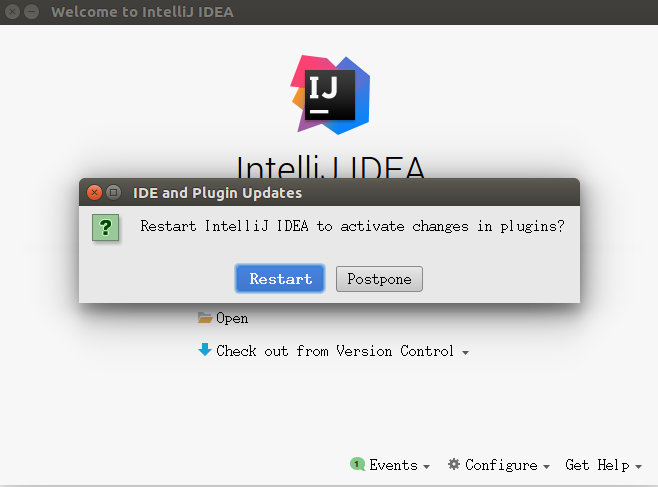 Welcome to IntelliJ IDEA
IJ
IntelliJ IDEA
IDE and Plugin Updates
?
Restart IntelliJ IDEA to activate changes in plugins?
Restart
Postpone
Open
Check out from Version Control
1 Events
Configure
Get Help